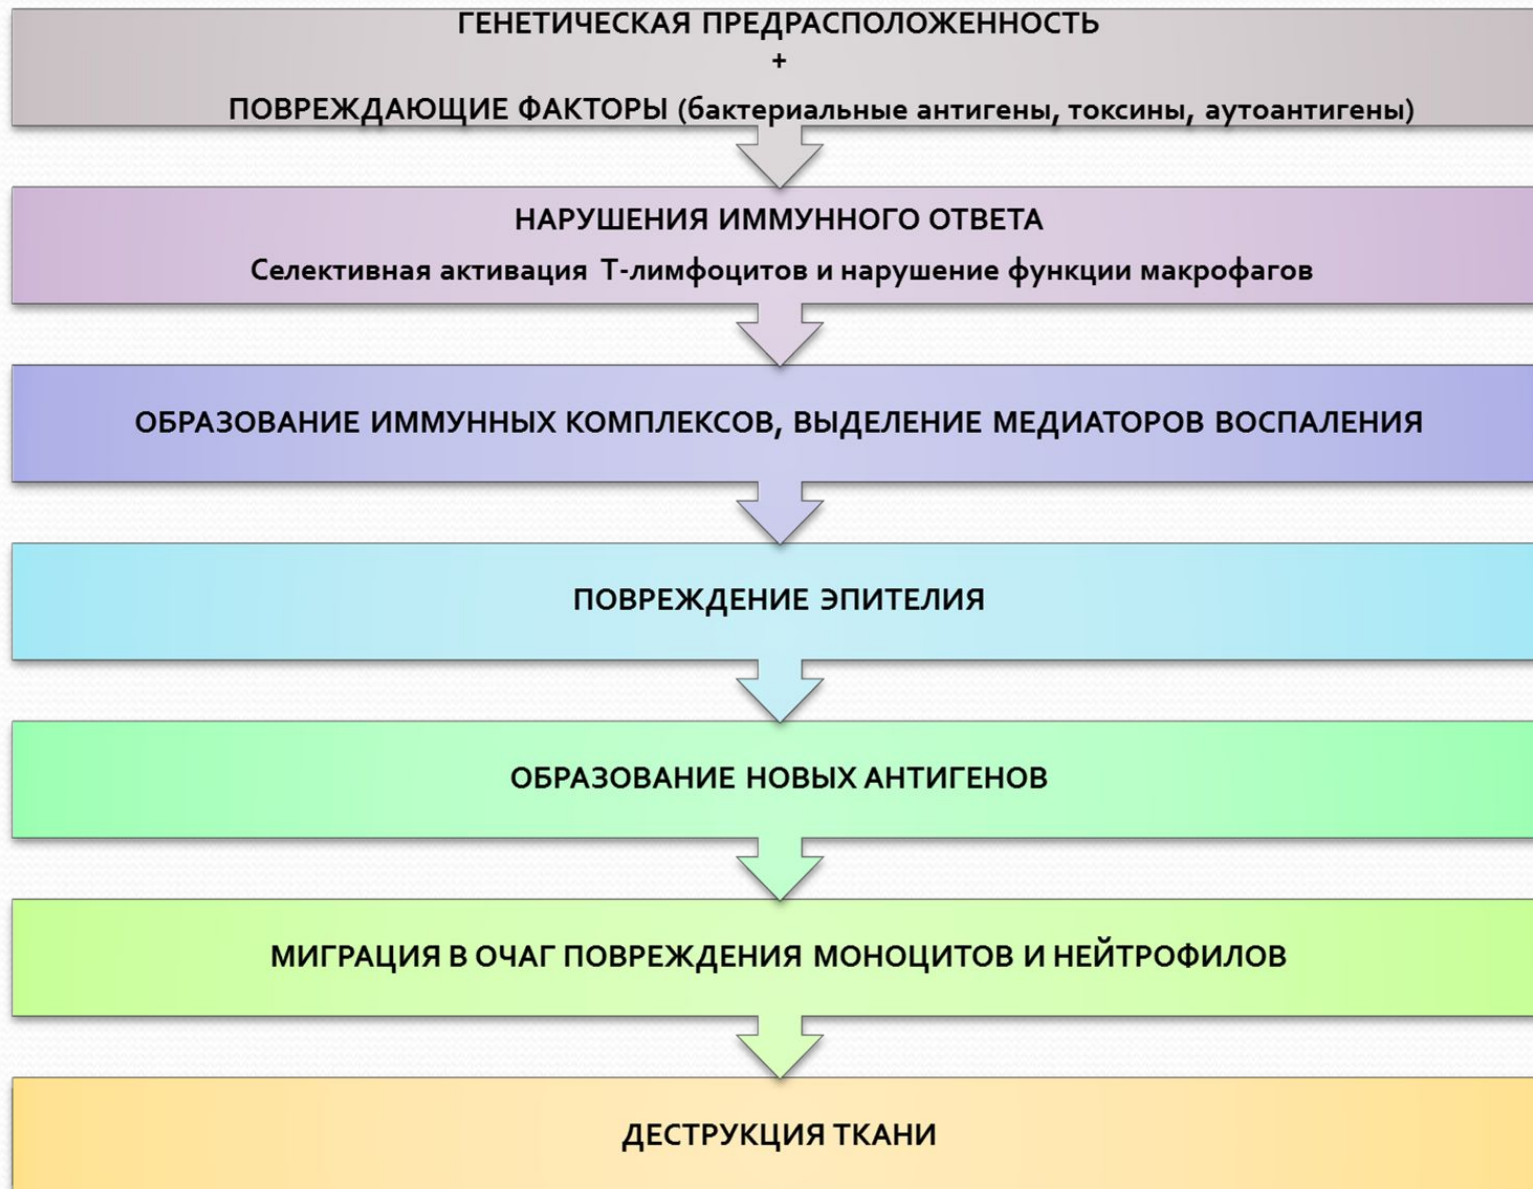 ГЕНЕТИЧЕСКАЯ ПРЕДРАСПОЛОЖЕННОСТЬ
+
ПОВРЕЖДАЮЩИЕ ФАКТОРЫ (бактериальные антигены, токсины, аутоантигены)
НАРУШЕНИЯ ИММУННОГО ОТВЕТА
Селективная активация Т-лимфоцитов и нарушение функции макрофагов
ОБРАЗОВАНИЕ ИММУННЫХ КОМПЛЕКСОВ, ВЫДЕЛЕНИЕ МЕДИАТОРОВ ВОСПАЛЕНИЯ
ПОВРЕЖДЕНИЕ ЭПИТЕЛИЯ
ОБРАЗОВАНИЕ НОВЫХ АНТИГЕНОВ
МИГРАЦИЯ В ОЧАГ ПОВРЕЖДЕНИЯ МОНОЦИТОВ И НЕЙТРОФИЛОВ
ДЕСТРУКЦИЯ ТКАНИ